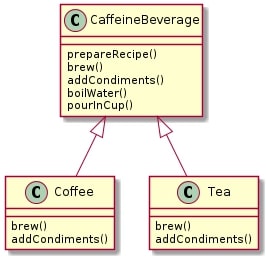 C CaffeineBeverage
prepareRecipe()
brew()
addCondiments()
boilWater()
pourInCup()
C Coffee
brew()
addCondiments()
C Tea
brew()
addCondiments()